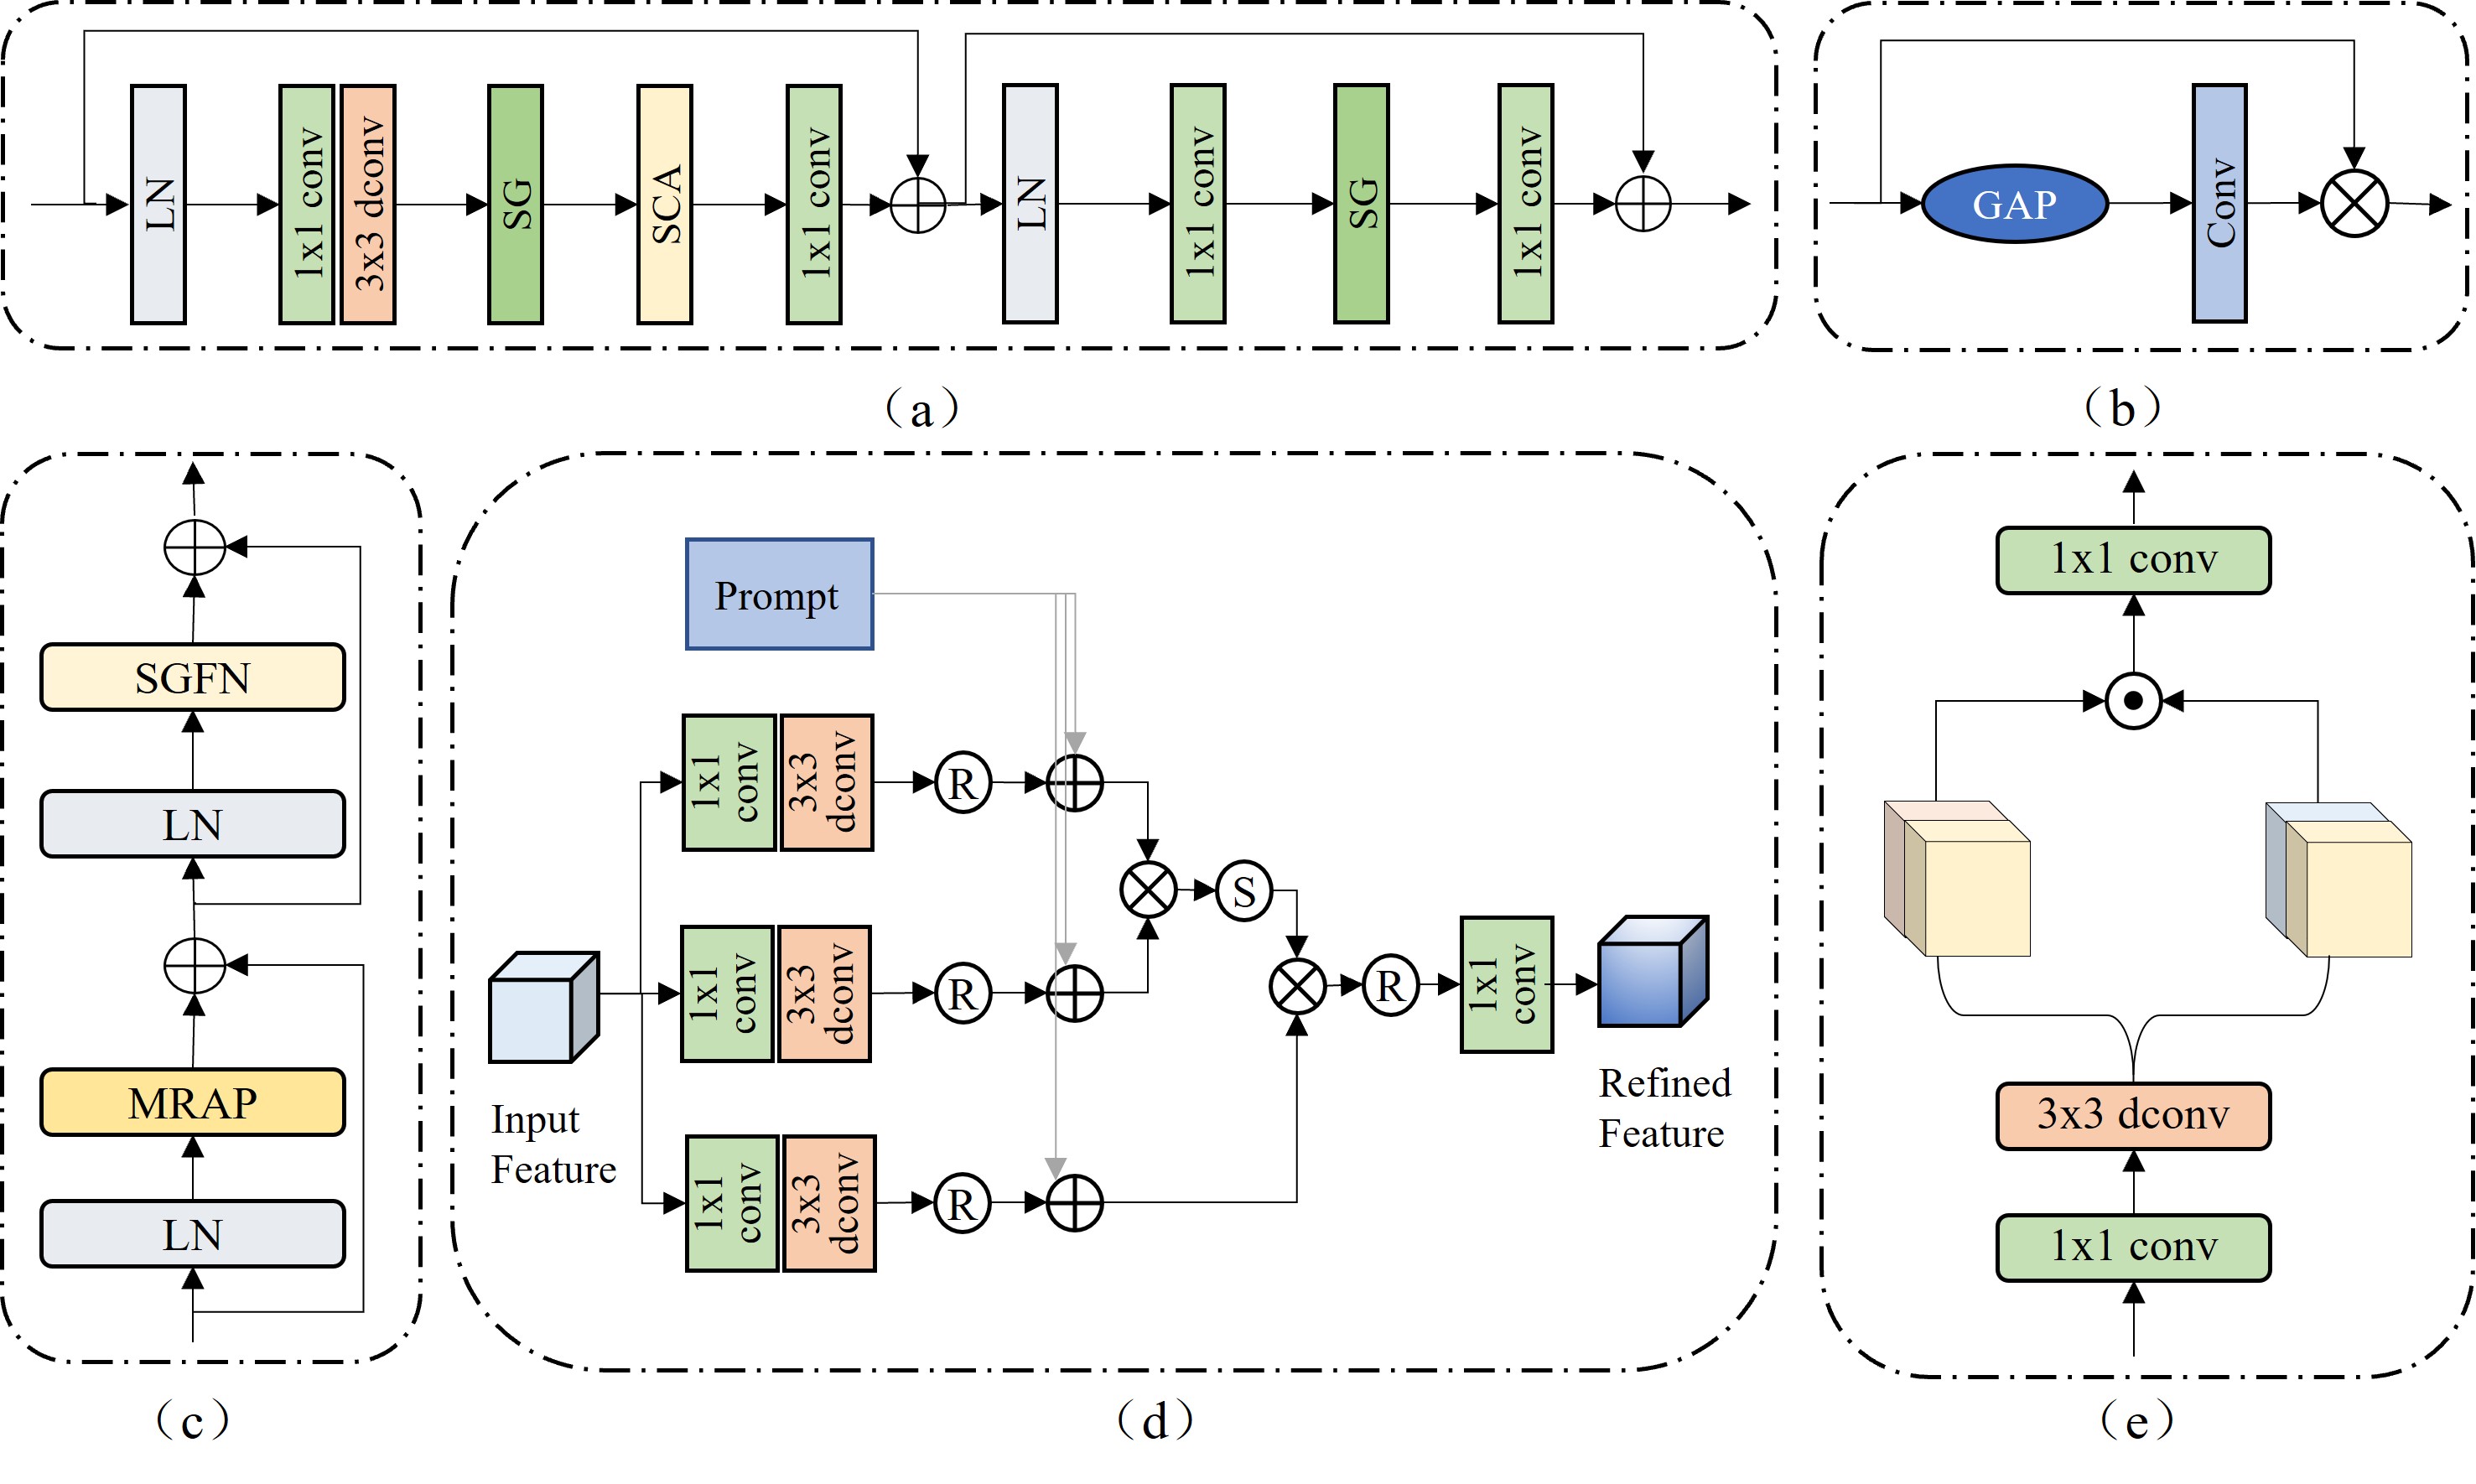 LN
1x1 conv
3x3 dconv
SG
SCA
1x1 conv
LN
1x1 conv
SG
1x1 conv
(a)
GAP
Conv
(b)
SGFN
LN
MRAP
LN
(c)
Prompt
1x1
conv
3x3
dconv
R
1x1
conv
3x3
dconv
R
1x1
conv
3x3
dconv
R
S
R
1x1
conv
Input
Feature
Refined
Feature
(d)
1x1 conv
3x3 dconv
1x1 conv
(e)